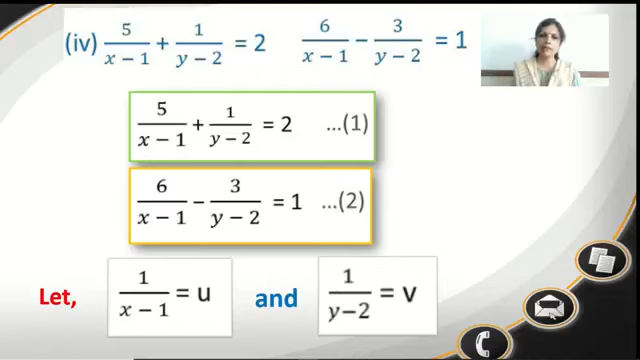 (iv) 5/(x − 1) + 1/(y − 2) = 2    6/(x − 1) − 3/(y − 2) = 1
5/(x − 1) + 1/(y − 2) = 2 ...(1)
6/(x − 1) − 3/(y − 2) = 1 ...(2)
Let, 1/(x − 1) = u and 1/(y−2) = v